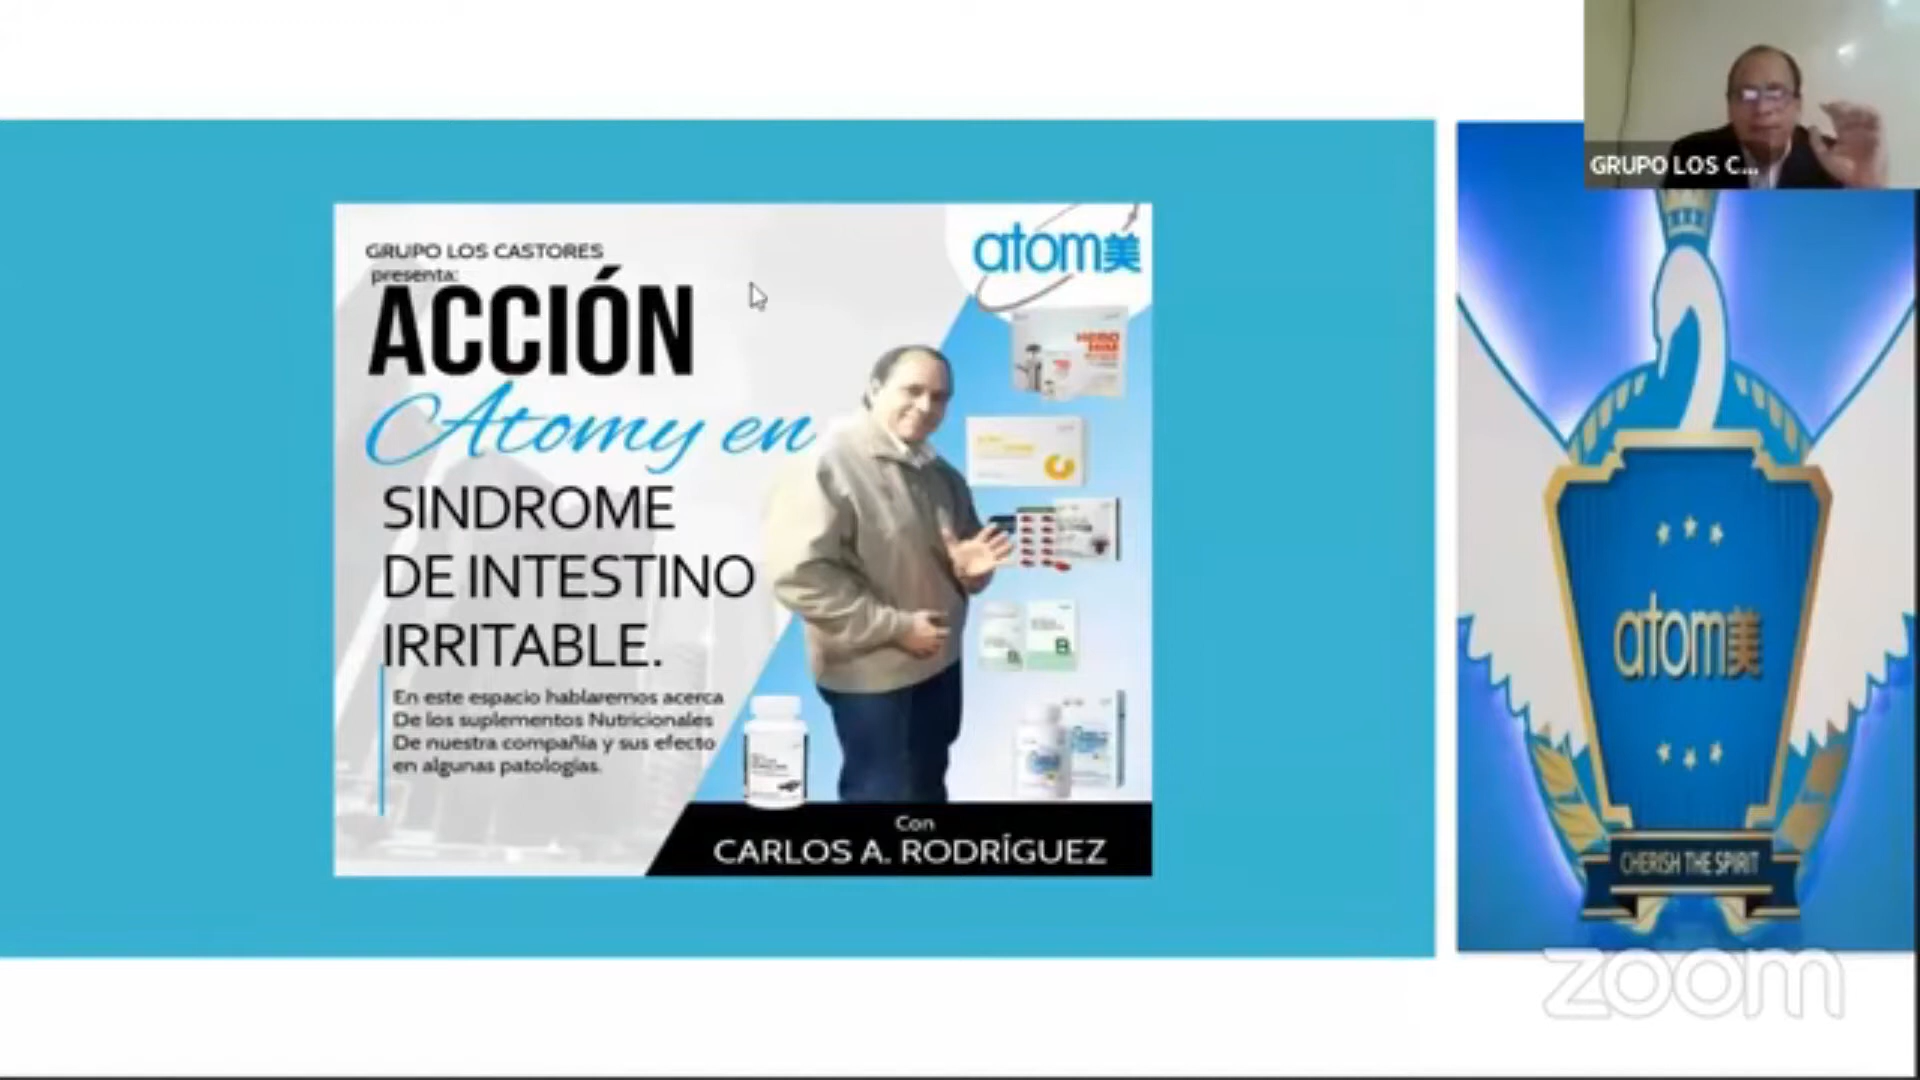 GRUPO LOS C...
GRUPO LOS CASTORES
presenta:
ACCIÓN
Atomy en
SINDROME
DE INTESTINO
IRRITABLE.
En este espacio hablaremos acerca
De los suplementos Nutricionales
De nuestra compañia y sus efecto
en algunas patologías.
atom美
Con
CARLOS A. RODRÍGUEZ
atom美
CHERISH THE SPIRIT
zoom